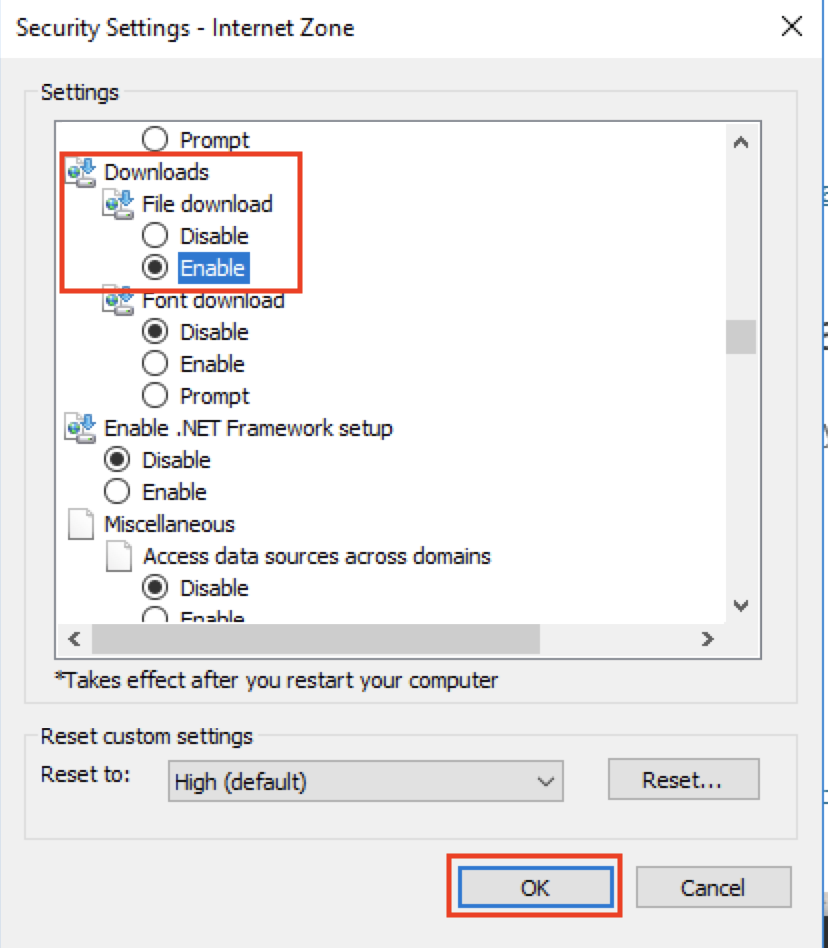 Security Settings - Internet Zone
Settings
Prompt
Downloads
File download
Disable
Enable
Font download
Disable
Enable
Prompt
Enable .NET Framework setup
Disable
Enable
Miscellaneous
Access data sources across domains
Disable
Enable
*Takes effect after you restart your computer
Reset custom settings
Reset to:
High (default)
Reset...
OK
Cancel